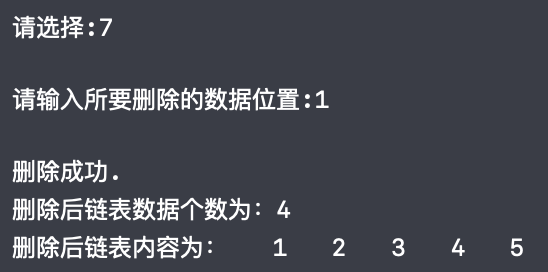 请选择:7
请输入所要删除的数据位置:1
删除成功.
删除后链表数据个数为: 4
删除后链表内容为:    1   2   3   4   5